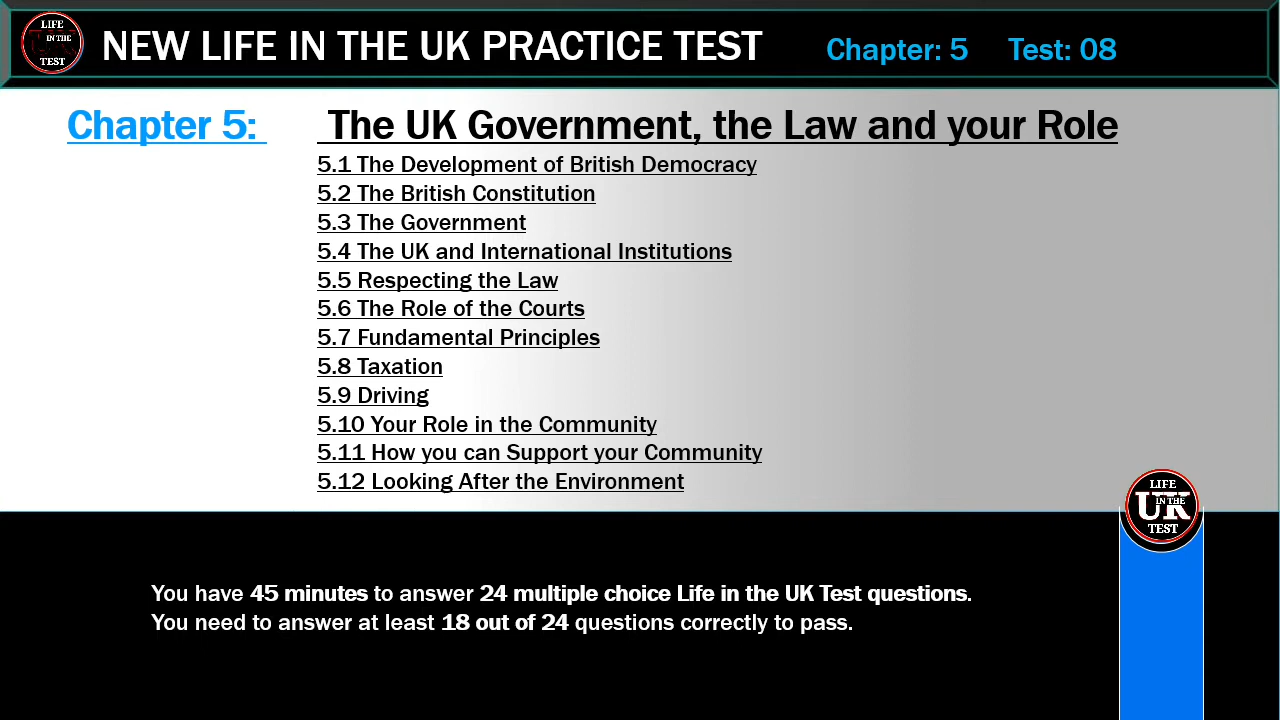 LIFE
UK
IN THE
TEST
NEW LIFE IN THE UK PRACTICE TEST
Chapter: 5 Test: 08
Chapter 5: The UK Government, the Law and your Role
5.1 The Development of British Democracy
5.2 The British Constitution
5.3 The Government
5.4 The UK and International Institutions
5.5 Respecting the Law
5.6 The Role of the Courts
5.7 Fundamental Principles
5.8 Taxation
5.9 Driving
5.10 Your Role in the Community
5.11 How you can Support your Community
5.12 Looking After the Environment
LIFE
IN THE
UK
TEST
You have 45 minutes to answer 24 multiple choice Life in the UK Test questions.
You need to answer at least 18 out of 24 questions correctly to pass.